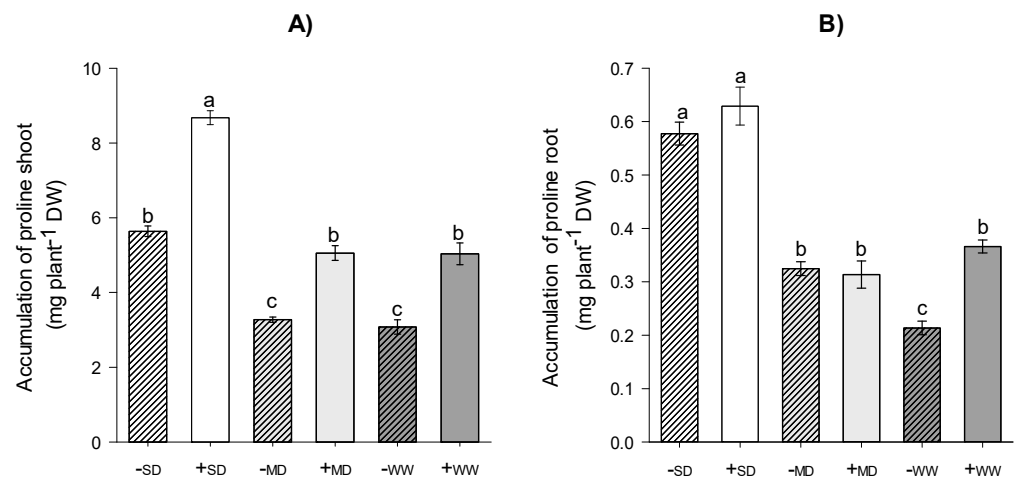 A)
Accumulation of proline shoot
(mg plant⁻¹ DW)
10
8
6
4
2
0
b
a
c
b
c
b
-SD
+SD
-MD
+MD
-WW
+WW
B)
Accumulation of proline root
(mg plant⁻¹ DW)
0.7
0.6
0.5
0.4
0.3
0.2
0.1
0.0
a
a
b
b
c
b
-SD
+SD
-MD
+MD
-WW
+WW